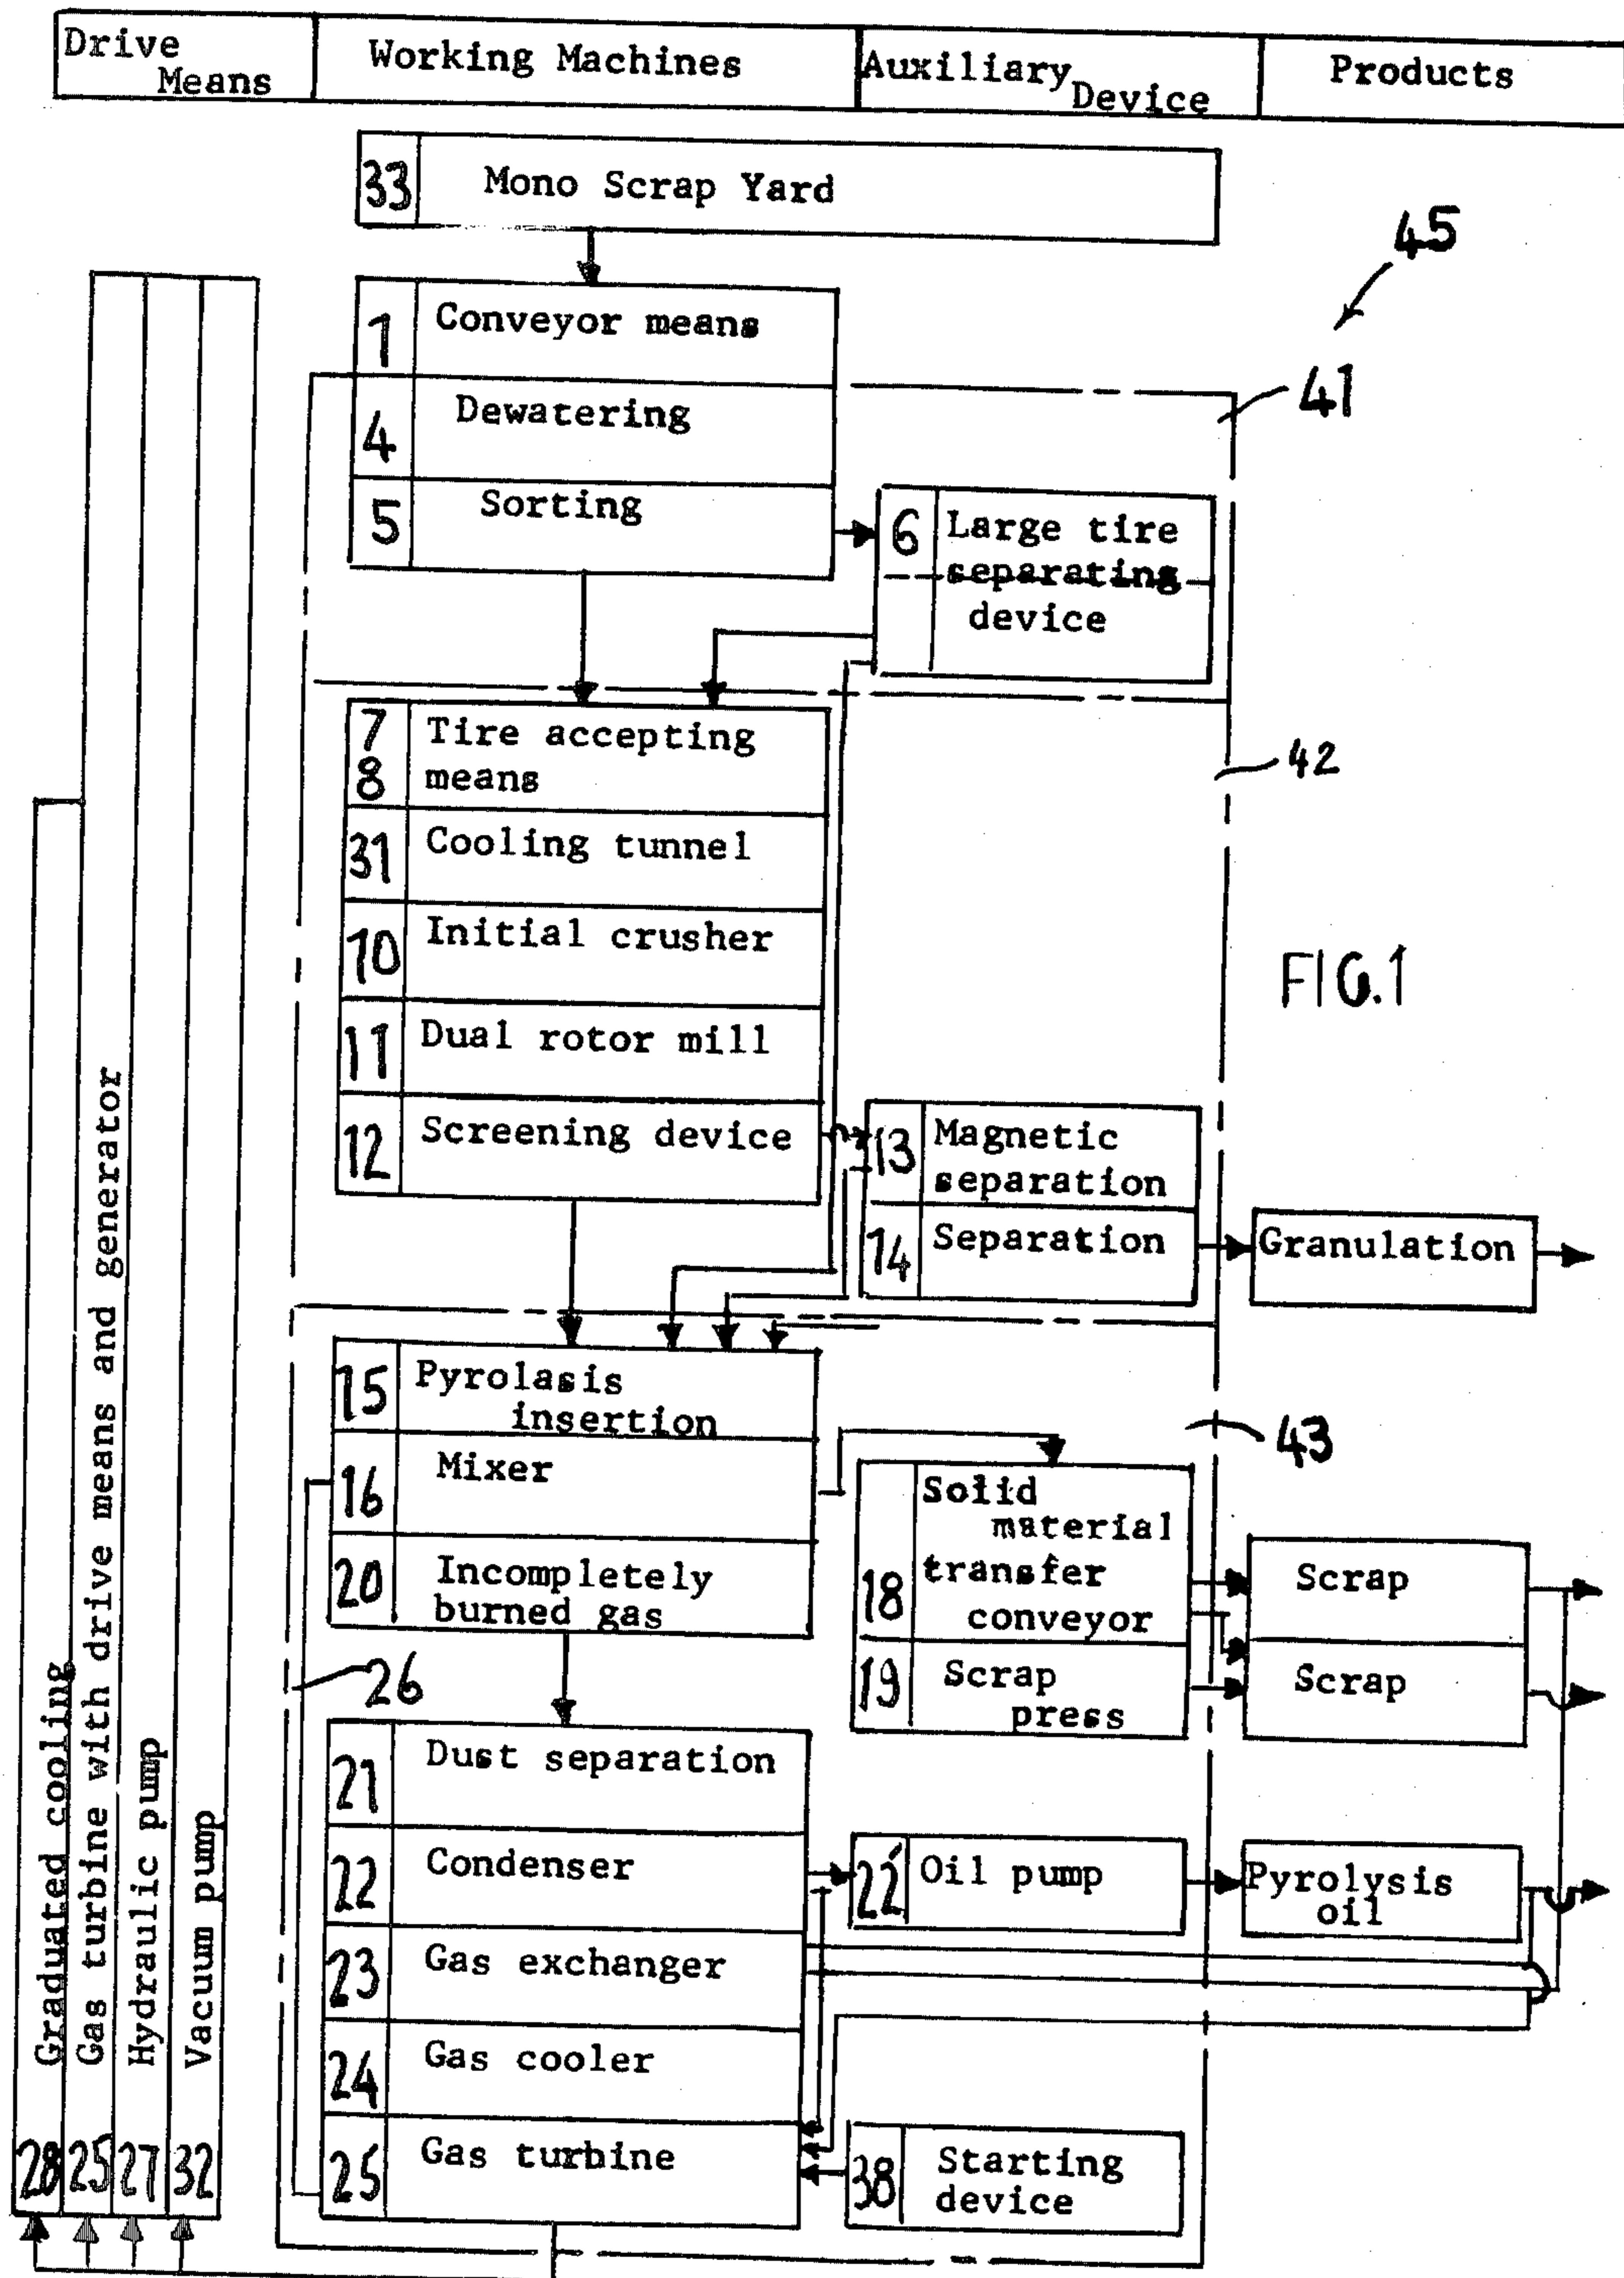 Drive
Means
Working Machines
Auxiliary
Device
Products
33 Mono Scrap Yard
45
1 Conveyor means
41
4 Dewatering
5 Sorting
6 Large tire
separating
device
7 Tire accepting
8 means
42
31 Cooling tunnel
10 Initial crusher
FIG.1
11 Dual rotor mill
12 Screening device
13 Magnetic
separation
14 Separation
Granulation
15 Pyrolasis
insertion
43
16 Mixer
Solid
material
18 transfer
conveyor
Scrap
20 Incompletely
burned gas
19 Scrap
press
Scrap
26
21 Dust separation
22 Condenser
22' Oil pump
Pyrolysis
oil
23 Gas exchanger
24 Gas cooler
25 Gas turbine
38 Starting
device
28 Graduated cooling
25 Gas turbine with drive means and generator
27 Hydraulic pump
32 Vacuum pump